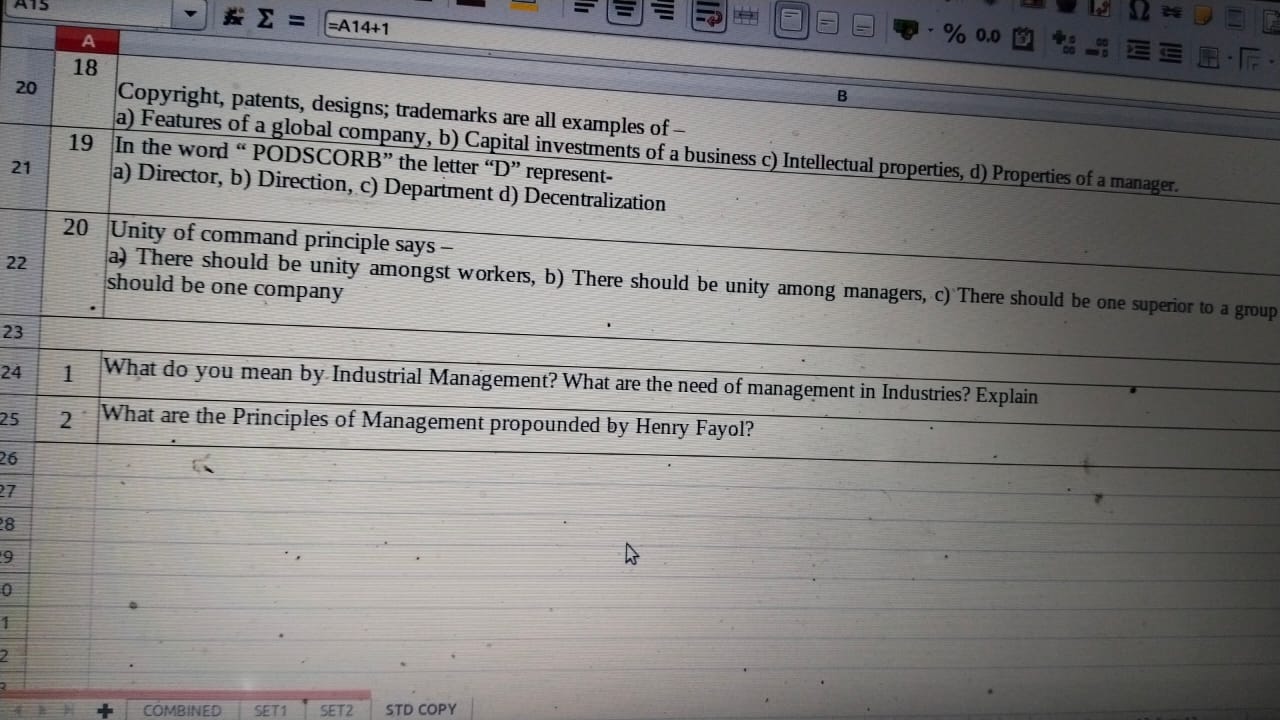 A15
=A14+1
% 0.0
A
B
20
18
Copyright, patents, designs; trademarks are all examples of –
a) Features of a global company, b) Capital investments of a business c) Intellectual properties, d) Properties of a manager.
21
19
In the word “ PODSCORB” the letter “D” represent-
a) Director, b) Direction, c) Department d) Decentralization
22
20
Unity of command principle says –
a) There should be unity amongst workers, b) There should be unity among managers, c) There should be one superior to a group
should be one company
23
24
1
What do you mean by Industrial Management? What are the need of management in Industries? Explain
25
2
What are the Principles of Management propounded by Henry Fayol?
26
27
28
COMBINED
SET1
SET2
STD COPY